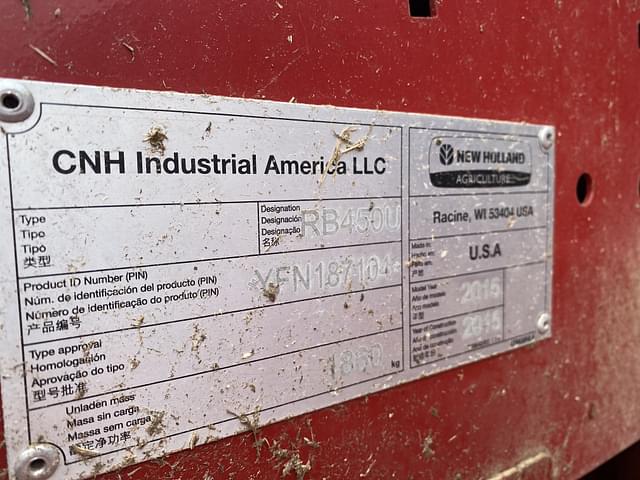 CNH Industrial America LLC
NEW HOLLAND
AGRICULTURE
Racine, WI 53404 USA
Type
Tipo
Tipo
类型
Designation
Designación
Designação
名称
RB450U
Made in
Hecho en
Feito em
产地
U.S.A
Product ID Number (PIN)
Núm. de identificación del producto (PIN)
Número de identificação do produto (PIN)
产品编号
YFN187104
Model Year
Año de modelo
Ano modelo
2015
Type approval
Homologación
Aprovação do tipo
型号批准
Year of Construction
2015
Unladen mass
Masa sin carga
Massa sem carga
kg